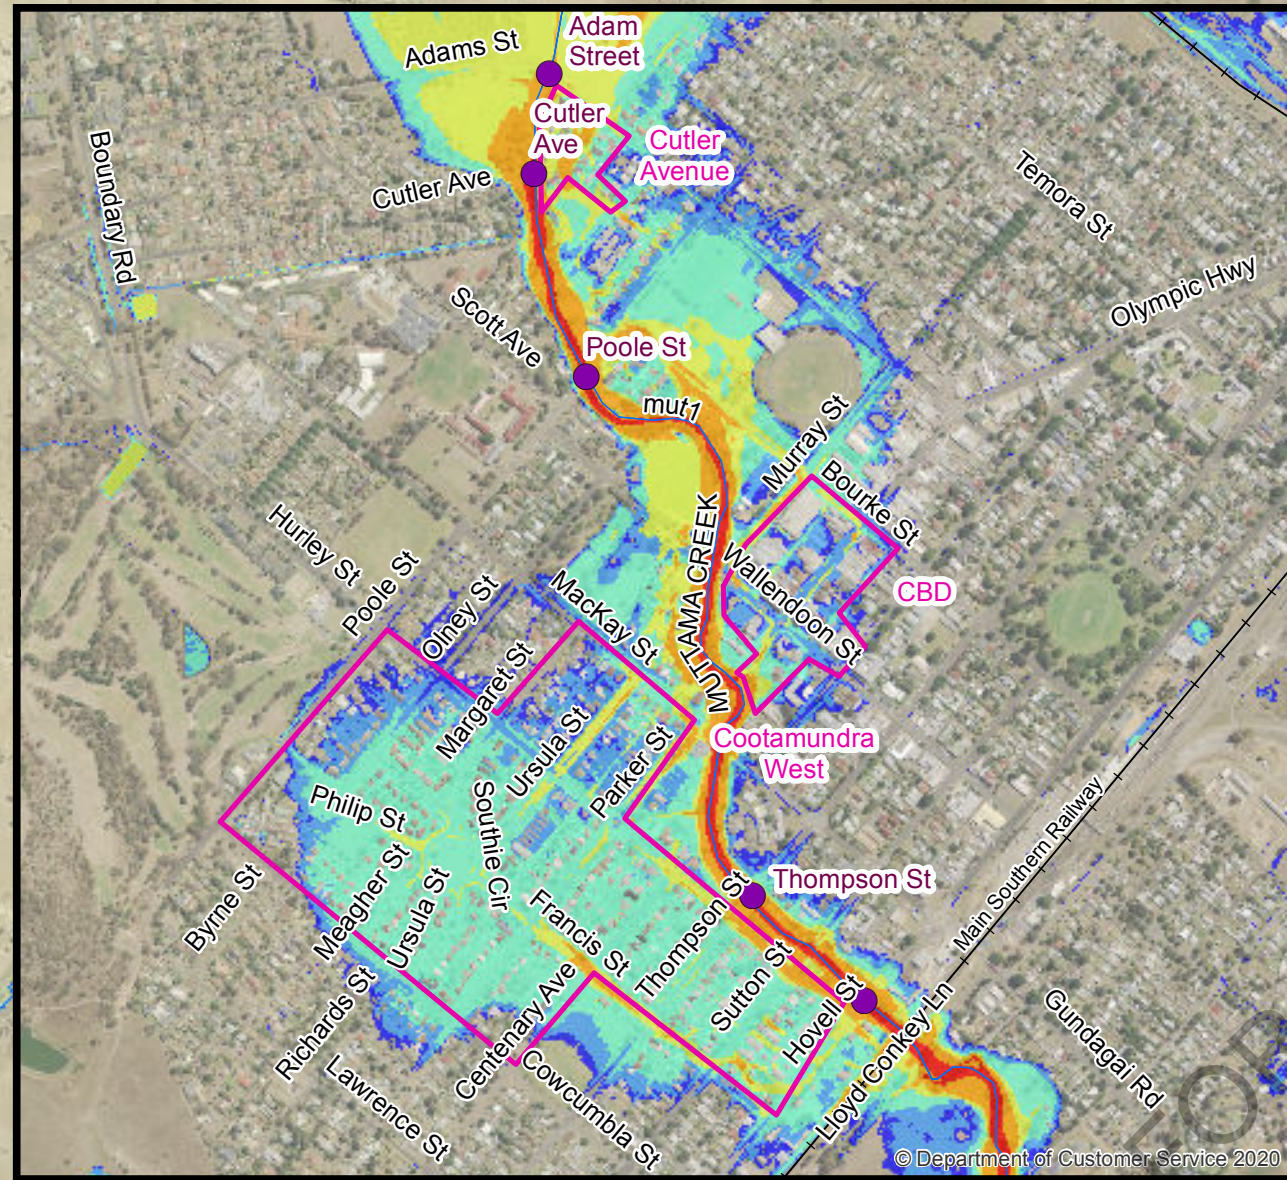 Adams St
Adam
Street
Cutler
Ave
Cutler
Avenue
Boundary Rd
Cutler Ave
Temora St
Olympic Hwy
Scott Ave
Poole St
mut1
Murray St
Bourke St
MUTTAMA CREEK
Wallendoon St
CBD
Hurley St
Poole St
Olney St
MacKay St
Margaret St
Ursula St
Parker St
Cootamundra
West
Philip St
Southie Cir
Meagher St
Ursula St
Byrne St
Francis St
Thompson St
Thompson St
Main Southern Railway
Sutton St
Hovell St
Lloyd Conkey Ln
Gundagai Rd
Richards St
Centenary Ave
Lawrence St
Cowcumbla St
© Department of Customer Service 2020